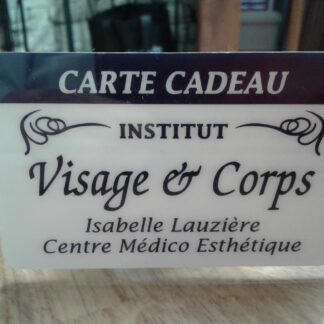 CARTE CADEAU
INSTITUT
Visage & Corps
Isabelle Lauzière
Centre Médico Esthétique